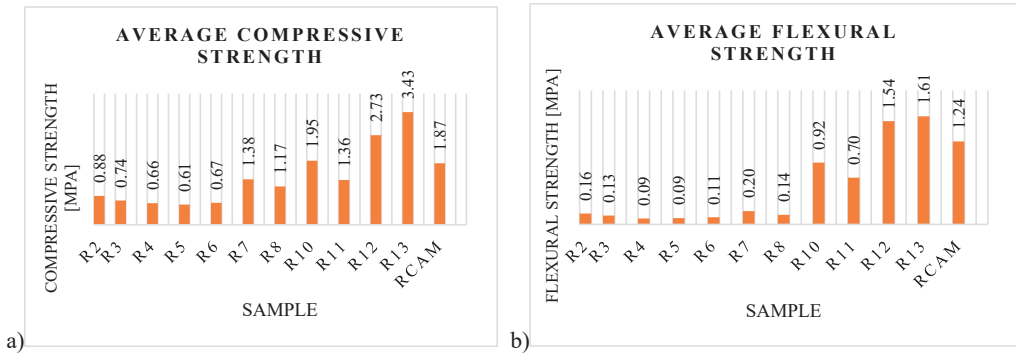 AVERAGE COMPRESSIVE
STRENGTH
COMPRESSIVE STRENGTH
[MPA]
0.88
0.74
0.66
0.61
0.67
1.38
1.17
1.95
1.36
2.73
3.43
1.87
R2
R3
R4
R5
R6
R7
R8
R10
R11
R12
R13
RCAM
SAMPLE
a)
AVERAGE FLEXURAL
STRENGTH
FLEXURAL STRENGTH [MPA]
0.16
0.13
0.09
0.09
0.11
0.20
0.14
0.92
0.70
1.54
1.61
1.24
R2
R3
R4
R5
R6
R7
R8
R10
R11
R12
R13
RCAM
SAMPLE
b)